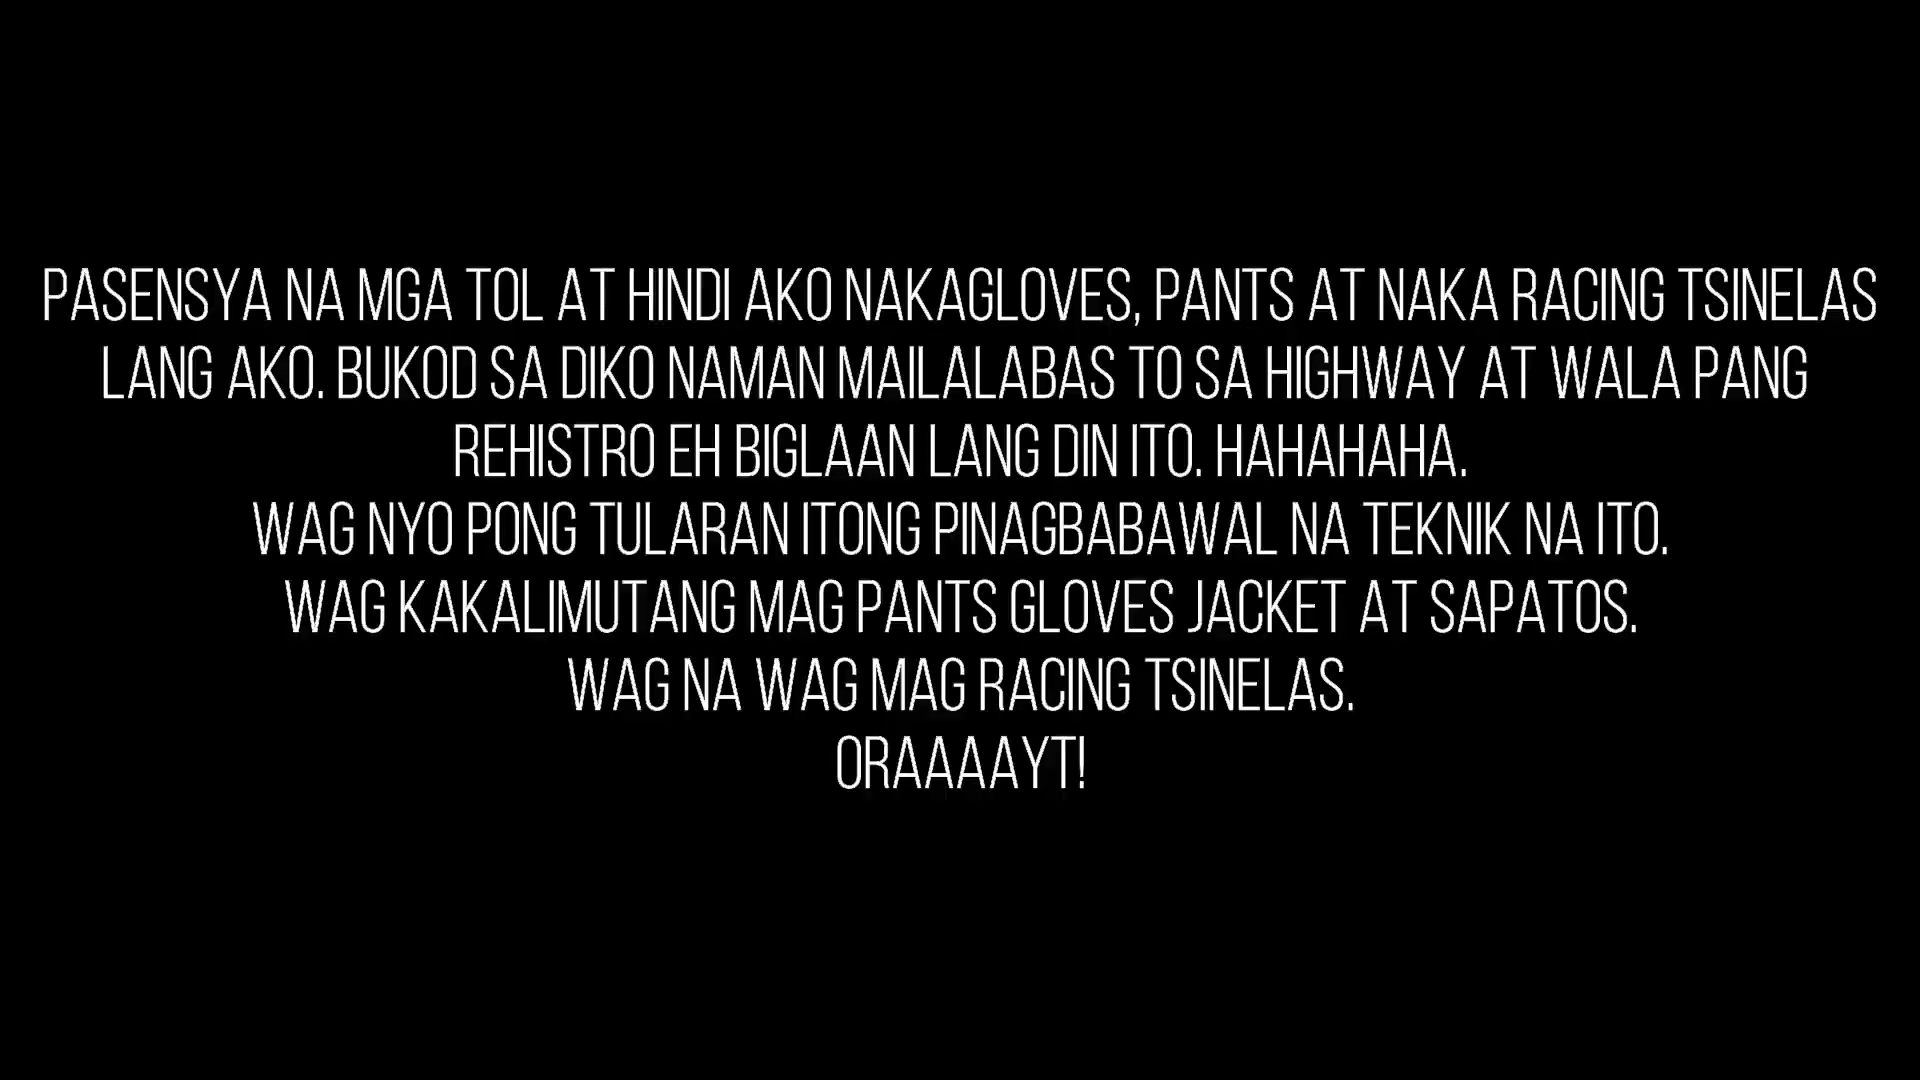 PASENSYA NA MGA TOL AT HINDI AKO NAKAGLOVES, PANTS AT NAKA RACING TSINELAS
LANG AKO. BUKOD SA DIKO NAMAN MAILALABAS TO SA HIGHWAY AT WALA PANG
REHISTRO EH BIGLAAN LANG DIN ITO. HAHAHAHA.
WAG NYO PONG TULARAN ITONG PINAGBABAWAL NA TEKNIK NA ITO.
WAG KAKALIMUTANG MAG PANTS GLOVES JACKET AT SAPATOS.
WAG NA WAG MAG RACING TSINELAS.
ORAAAAYT!